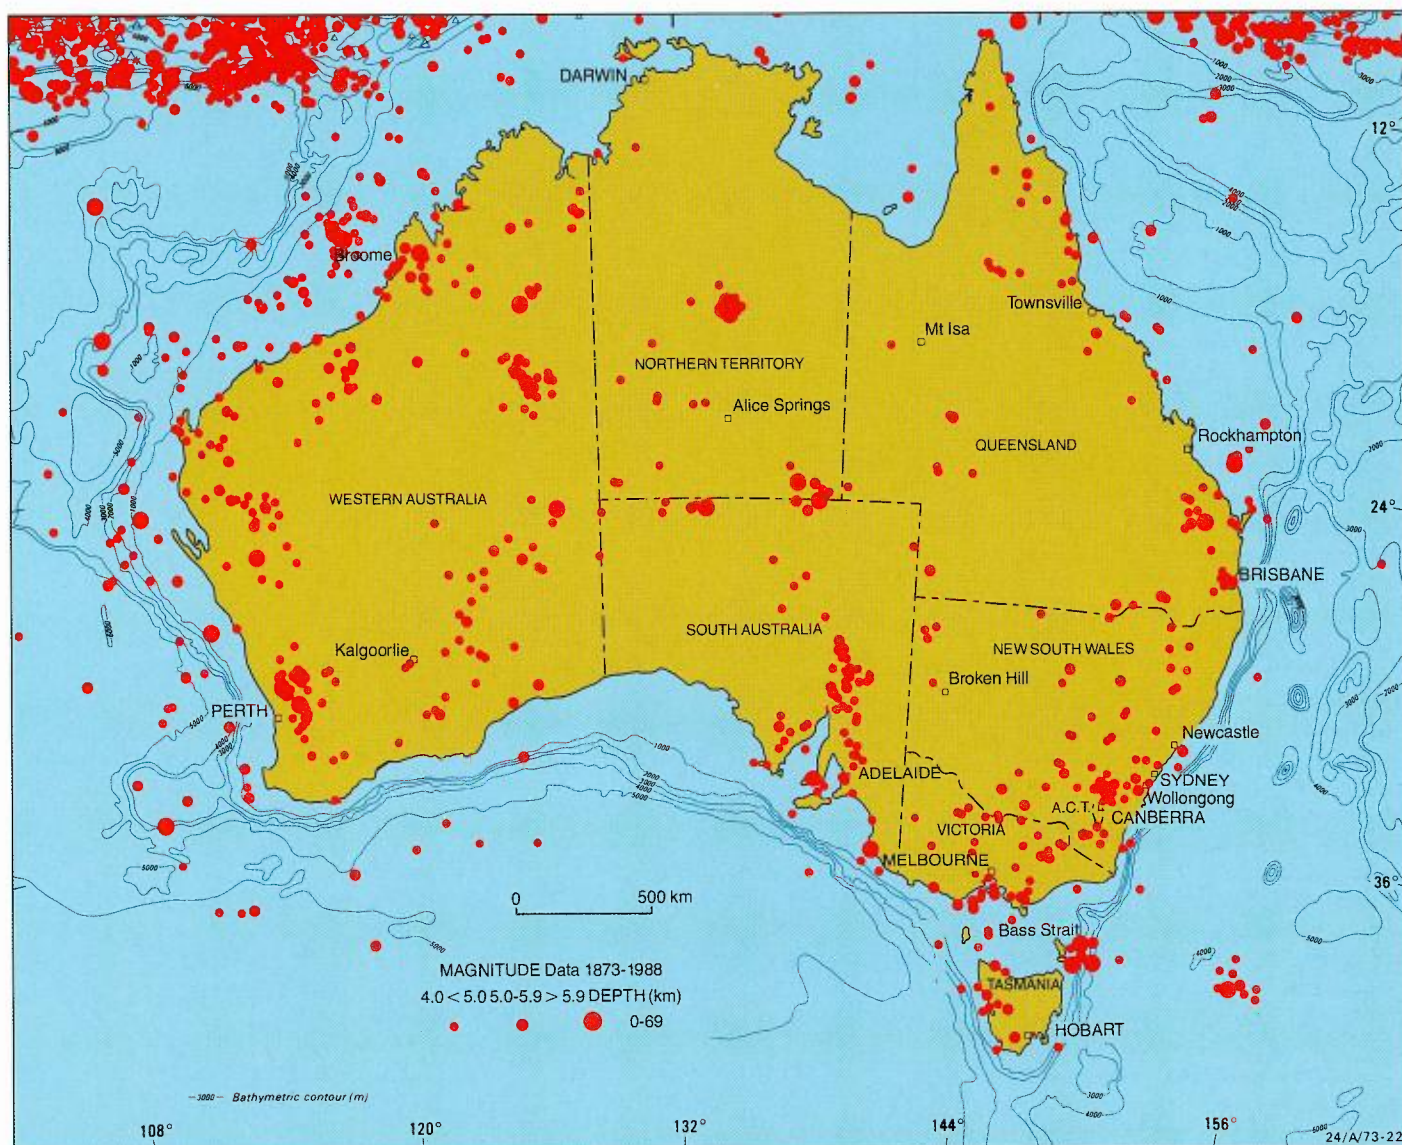 DARWIN
12°
Broome
Townsville
Mt Isa
NORTHERN TERRITORY
Alice Springs
Rockhampton
QUEENSLAND
WESTERN AUSTRALIA
24°
BRISBANE
SOUTH AUSTRALIA
Kalgoorlie
NEW SOUTH WALES
Broken Hill
PERTH
Newcastle
ADELAIDE
SYDNEY
Wollongong
A.C.T.
CANBERRA
VICTORIA
MELBOURNE
36°
0 500 km
Bass Strait
MAGNITUDE Data 1873-1988
4.0 < 5.0 5.0-5.9 > 5.9 DEPTH (km)
0-69
TASMANIA
HOBART
—3000— Bathymetric contour (m)
108° 120° 132° 144° 156°
24/A/73-22